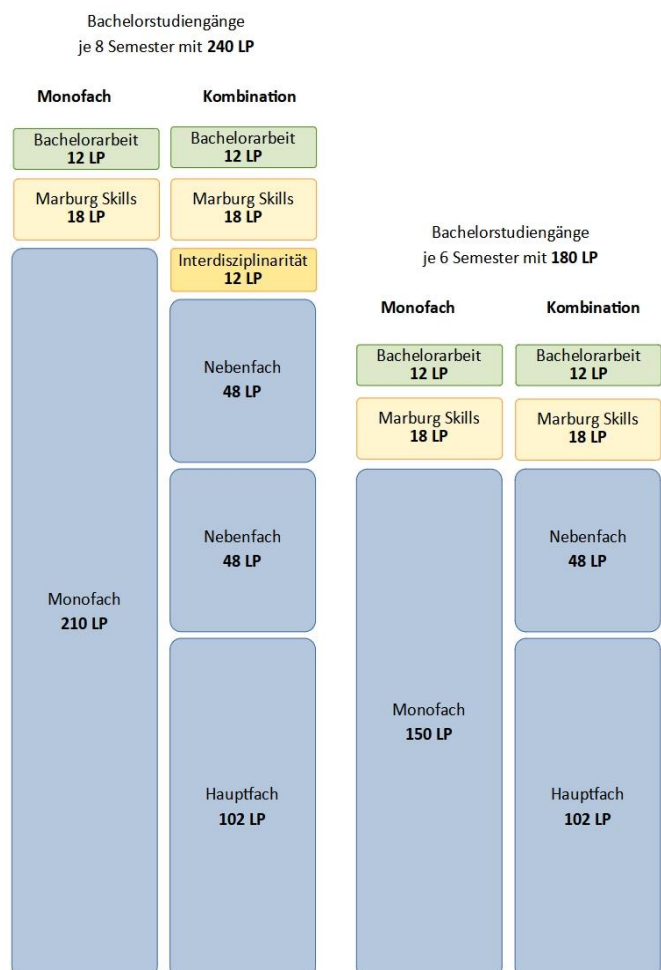 Bachelorstudiengänge
je 8 Semester mit 240 LP
Monofach
Bachelorarbeit
12 LP
Marburg Skills
18 LP
Monofach
210 LP
Kombination
Bachelorarbeit
12 LP
Marburg Skills
18 LP
Interdisziplinarität
12 LP
Nebenfach
48 LP
Nebenfach
48 LP
Hauptfach
102 LP
Bachelorstudiengänge
je 6 Semester mit 180 LP
Monofach
Bachelorarbeit
12 LP
Marburg Skills
18 LP
Monofach
150 LP
Kombination
Bachelorarbeit
12 LP
Marburg Skills
18 LP
Nebenfach
48 LP
Hauptfach
102 LP